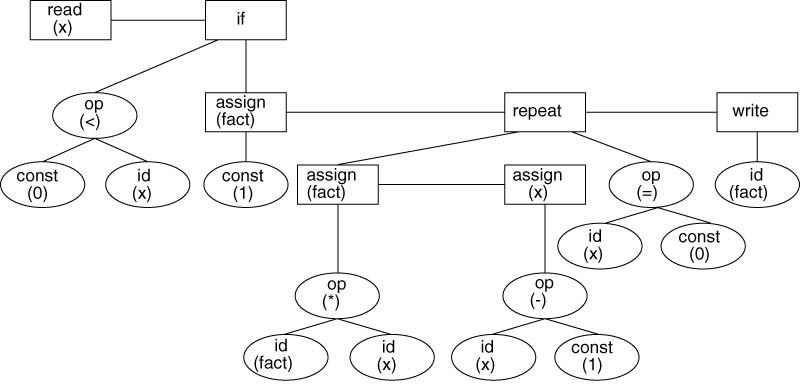 read
(x)
if
op
(<)
assign
(fact)
repeat
write
const
(0)
id
(x)
const
(1)
assign
(fact)
assign
(x)
op
(=)
id
(fact)
id
(x)
const
(0)
op
(*)
op
(-)
id
(fact)
id
(x)
id
(x)
const
(1)